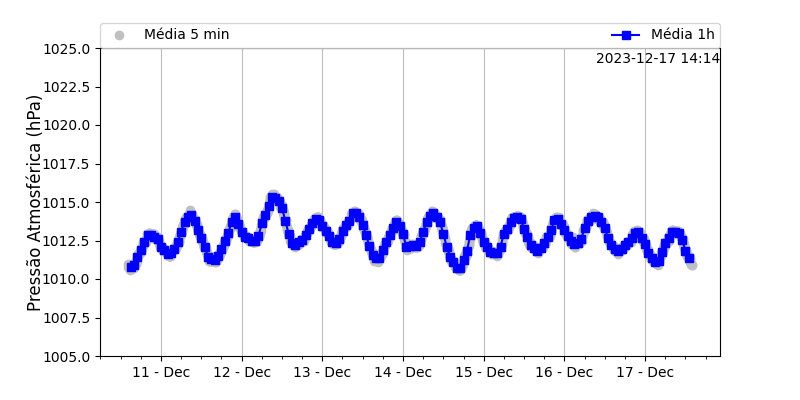 Média 5 min
Média 1h
2023-12-17 14:14
Pressão Atmosférica (hPa)
1025.0
1022.5
1020.0
1017.5
1015.0
1012.5
1010.0
1007.5
1005.0
11 - Dec
12 - Dec
13 - Dec
14 - Dec
15 - Dec
16 - Dec
17 - Dec